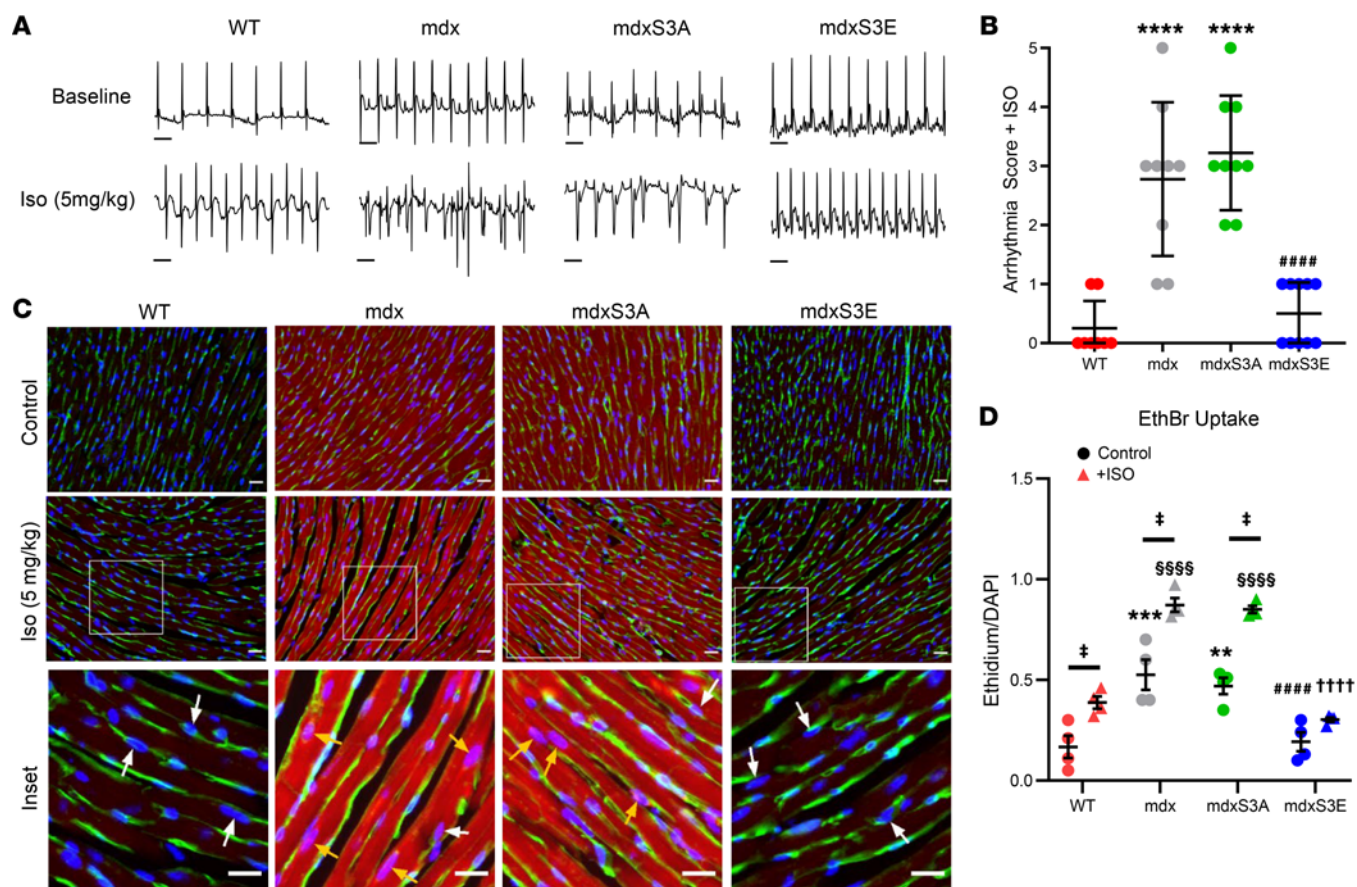 A
WT mdx mdxS3A mdxS3E
Baseline
Iso (5mg/kg)
B
Arrhythmia Score + ISO
5
4
3
2
1
0
**** ****
####
WT mdx mdxS3A mdxS3E
C
WT mdx mdxS3A mdxS3E
Control
Iso (5 mg/kg)
Inset
D
EthBr Uptake
Control
+ISO
Ethidium/DAPI
1.5
1.0
0.5
0.0
‡ ‡ ‡
§§§§ §§§§
*** **
#### ††††
WT mdx mdxS3A mdxS3E